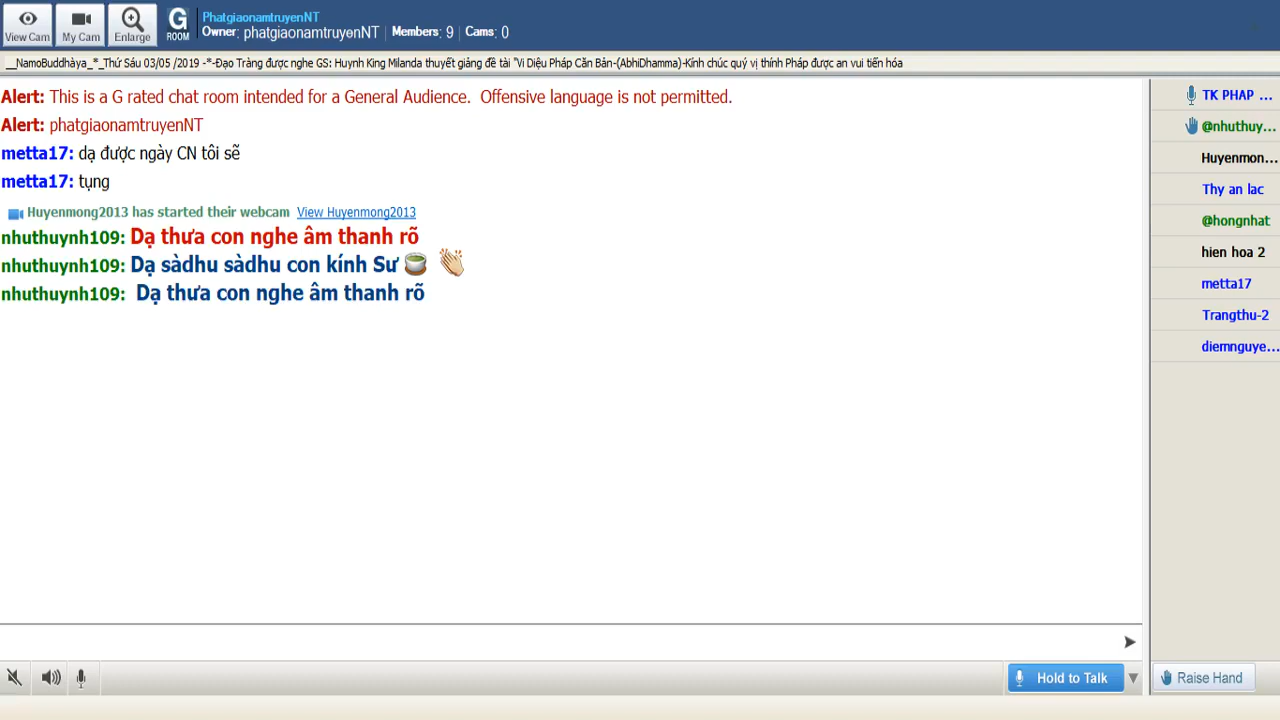 View Cam
My Cam
Enlarge
G
ROOM
PhatgiaonamtruyenNT
Owner: phatgiaonamtruyenNT Members: 9 Cams: 0
__NamoBuddhàya_*_Thứ Sáu 03/05 /2019 -*-Đạo Tràng được nghe GS: Huynh King Milanda thuyết giảng đề tài "Vi Diệu Pháp Căn Bản-(AbhiDhamma)-Kính chúc quý vị thính Pháp được an vui tiến hóa
Alert: This is a G rated chat room intended for a General Audience. Offensive language is not permitted.
Alert: phatgiaonamtruyenNT
metta17: dạ được ngày CN tôi sẽ
metta17: tụng
Huyenmong2013 has started their webcam View Huyenmong2013
nhuthuynh109: Dạ thưa con nghe âm thanh rõ
nhuthuynh109: Dạ sàdhu sàdhu con kính Sư
nhuthuynh109: Dạ thưa con nghe âm thanh rõ
TK PHAP ...
@nhuthuy...
Huyenmon...
Thy an lac
@hongnhat
hien hoa 2
metta17
Trangthu-2
diemnguye...
Hold to Talk
Raise Hand